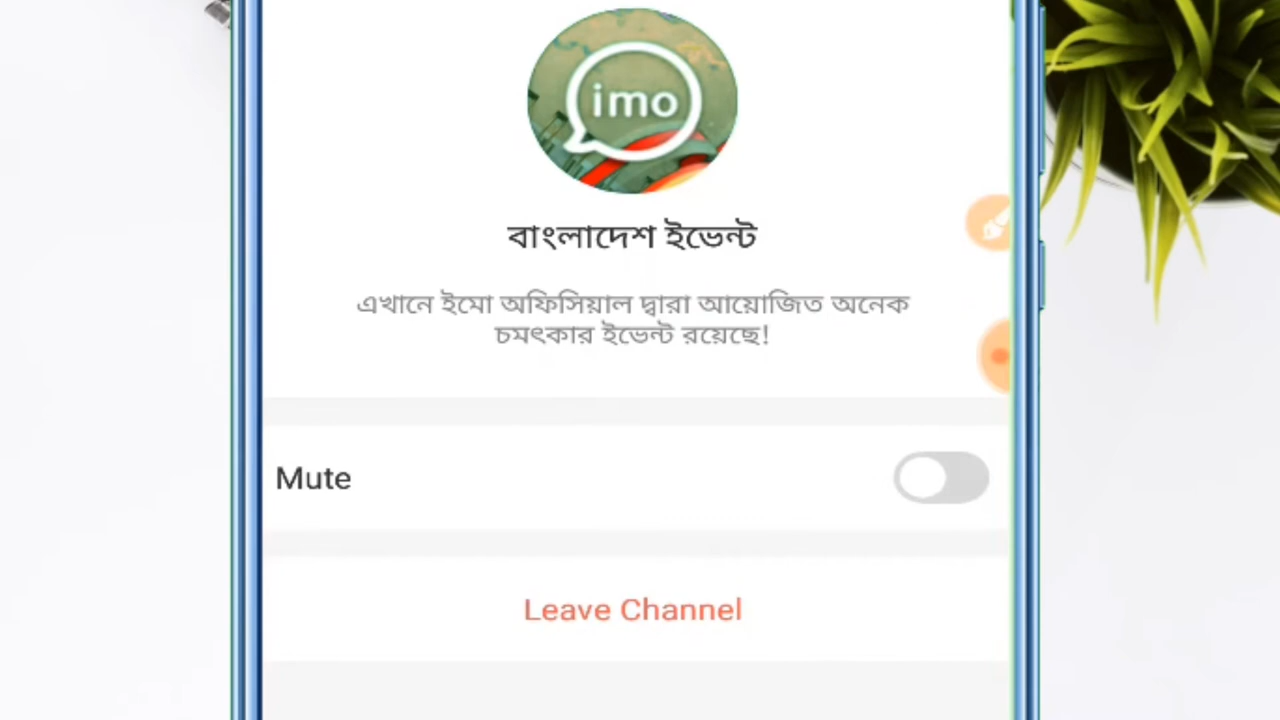 imo
বাংলাদেশ ইভেন্ট
এখানে ইমো অফিসিয়াল দ্বারা আয়োজিত অনেক
চমৎকার ইভেন্ট রয়েছে!
Mute
Leave Channel